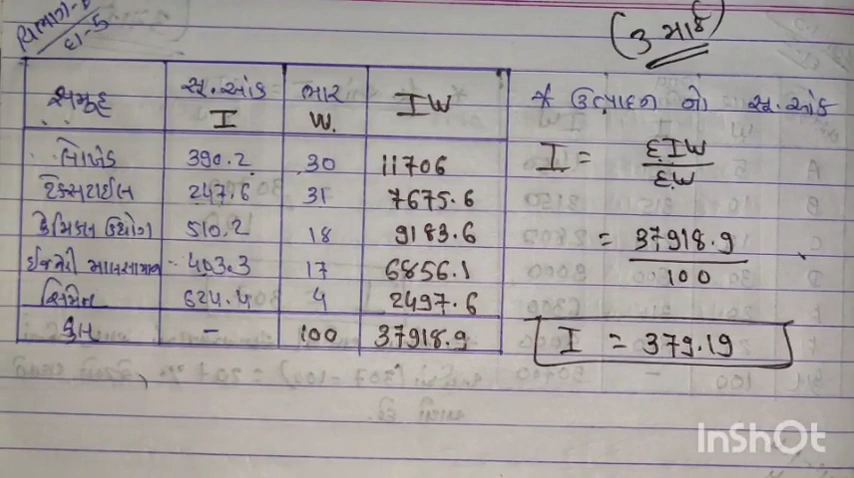 વિભાગ-D
દા-5
(૩ માર્ક)
સમૂહ સૂ.આંક I ભાર W. IW
* ઉત્પાદન નો સૂ.આંક
લોખંડ 390.2 30 11706
I = ΣIW / ΣW
ટેક્સટાઈલ 247.6 31 7675.6
કેમિકલ ઉદ્યોગ 510.2 18 9183.6
= 37918.9 / 100
ઈજનેરી માલસામાન 403.3 17 6856.1
સિમેન્ટ 624.4 4 2497.6
કુલ - 100 37918.9
I = 379.19
InShOt